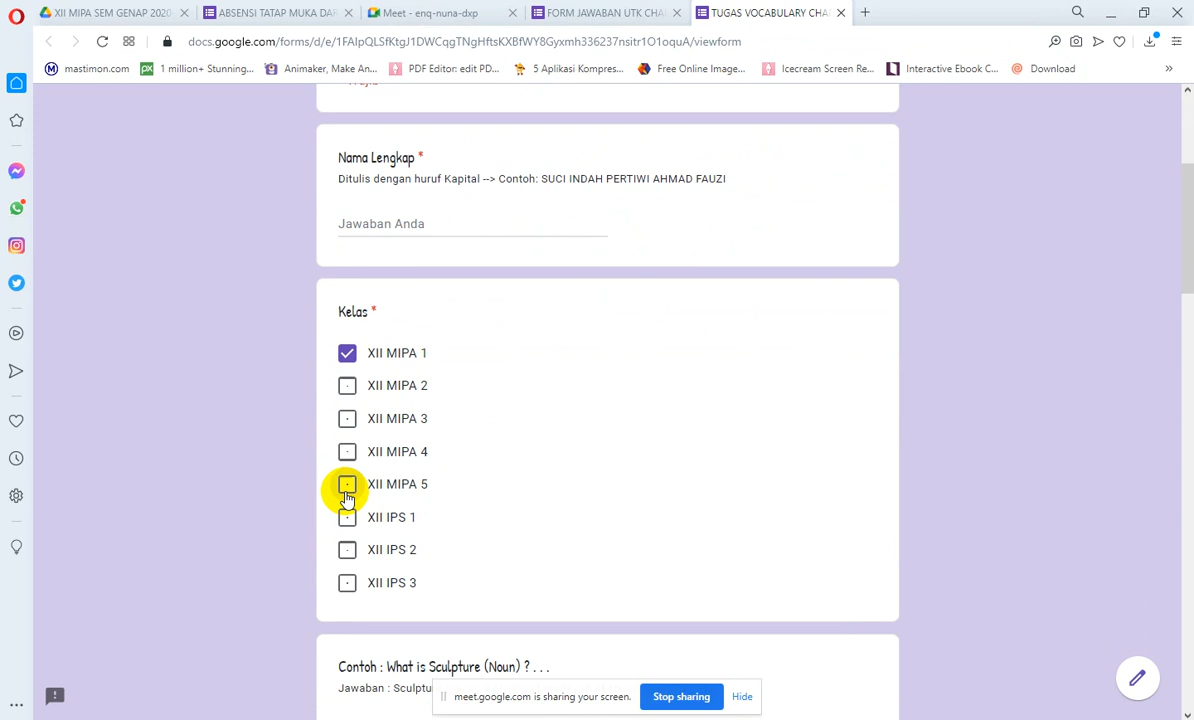 XII MIPA SEM GENAP 2020
ABSENSI TATAP MUKA DAR
Meet - enq-nuna-dxp
FORM JAWABAN UTK CHA
TUGAS VOCABULARY CHA
docs.google.com/forms/d/e/1FAIpQLSfKtgJ1DWCqgTNgHftsKXBfWY8Gyxmh336237nsitr1O1oquA/viewform
mastimon.com
1 million+ Stunning...
Animaker, Make An...
PDF Editor: edit PD...
5 Aplikasi Kompres...
Free Online Image...
Icecream Screen Re...
Interactive Ebook C...
Download
Nama Lengkap *
Ditulis dengan huruf Kapital --> Contoh: SUCI INDAH PERTIWI AHMAD FAUZI
Jawaban Anda
Kelas *
XII MIPA 1
XII MIPA 2
XII MIPA 3
XII MIPA 4
XII MIPA 5
XII IPS 1
XII IPS 2
XII IPS 3
Contoh : What is Sculpture (Noun) ? . . .
Jawaban : Sculptu
meet.google.com is sharing your screen.
Stop sharing
Hide